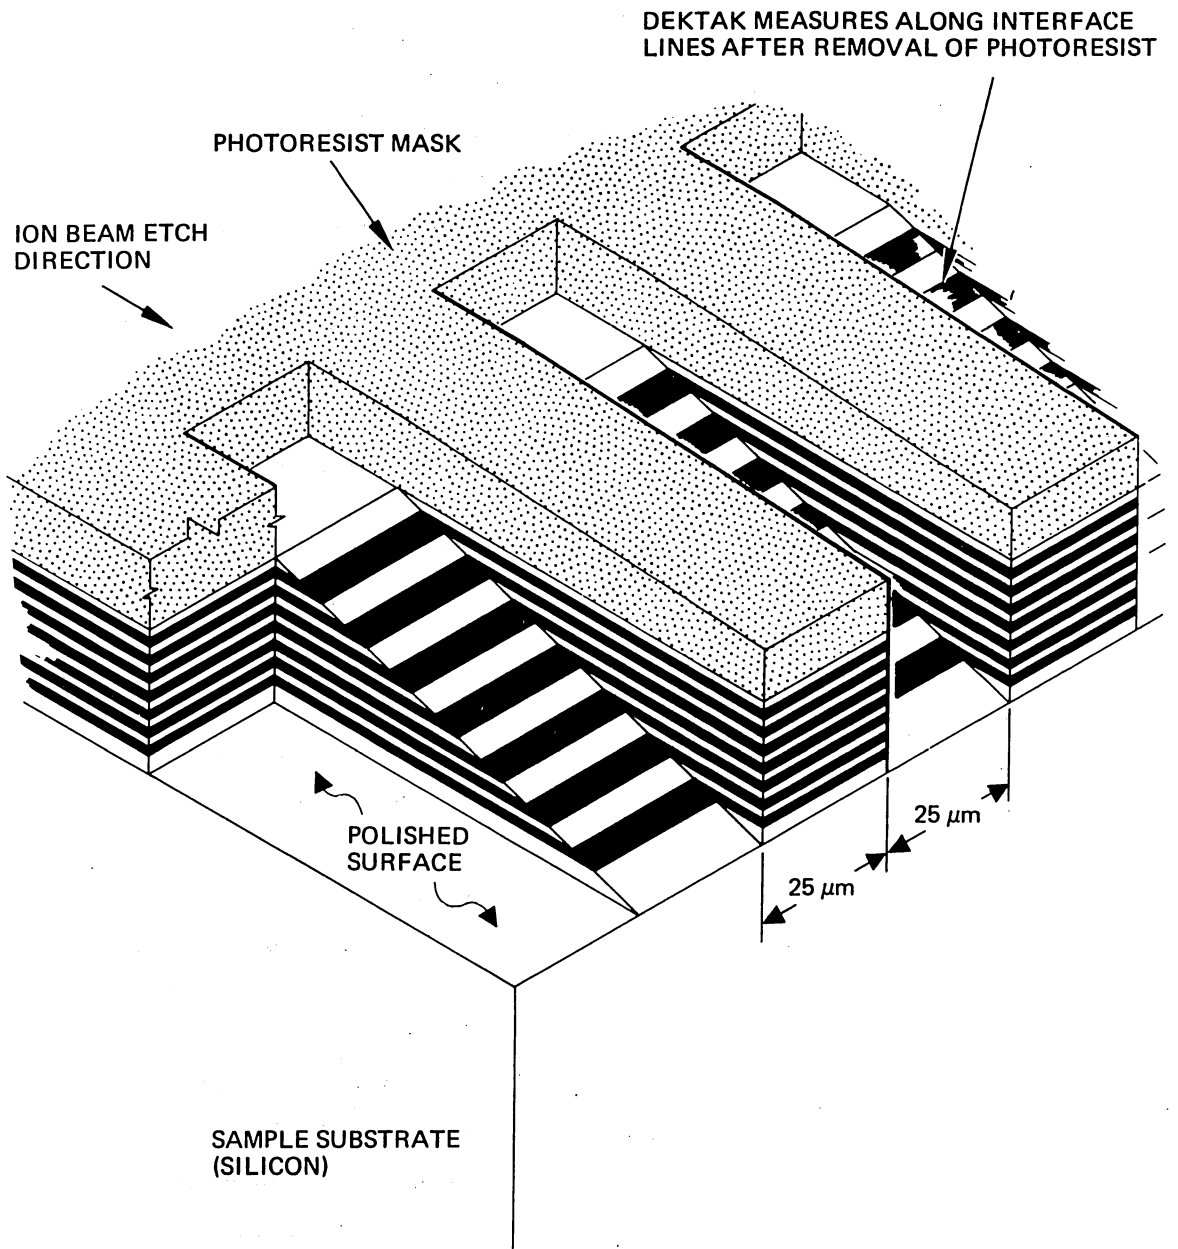 DEKTAK MEASURES ALONG INTERFACE
LINES AFTER REMOVAL OF PHOTORESIST
PHOTORESIST MASK
ION BEAM ETCH
DIRECTION
25 μm
25 μm
POLISHED
SURFACE
SAMPLE SUBSTRATE
(SILICON)